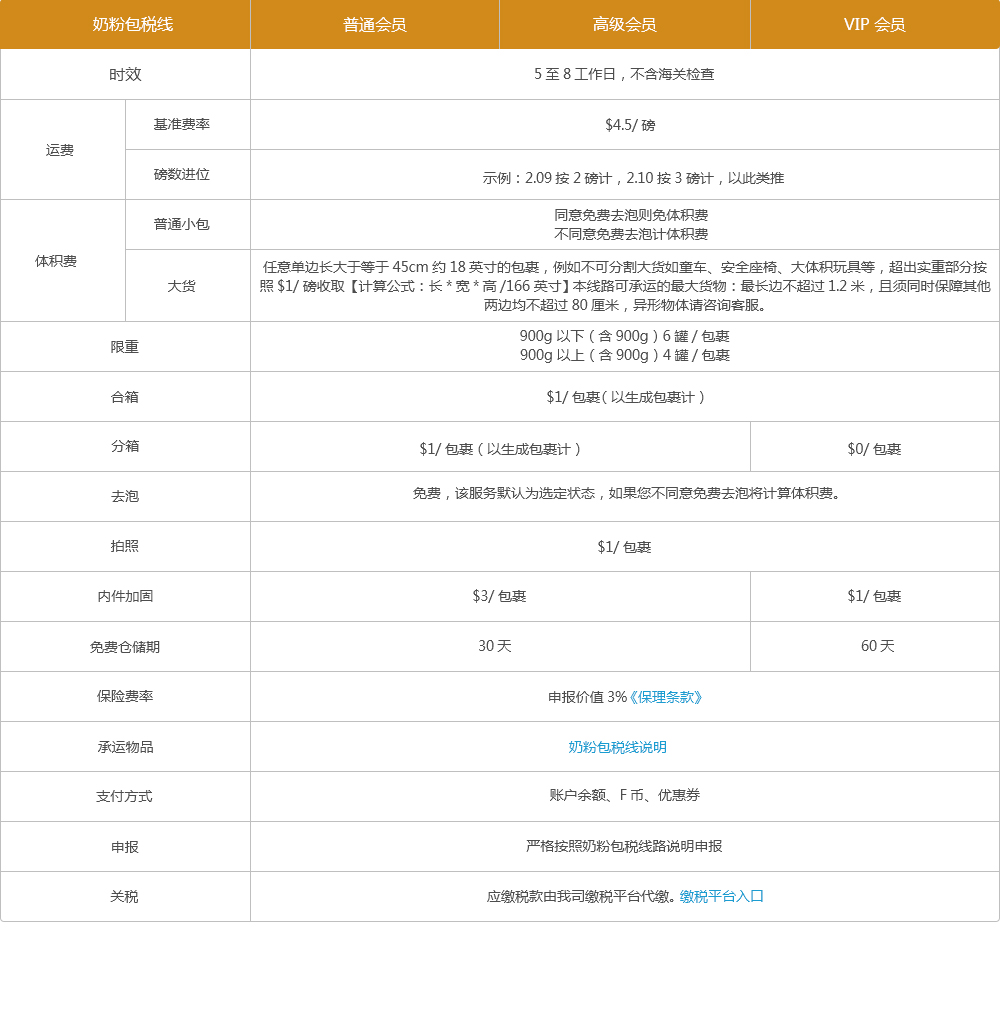 奶粉包税线 普通会员 高级会员 VIP 会员
时效 5 至 8 工作日，不含海关检查
运费 基准费率 $4.5/ 磅
磅数进位 示例：2.09 按 2 磅计，2.10 按 3 磅计，以此类推
体积费 普通小包 同意免费去泡则免体积费
不同意免费去泡计体积费
大货 任意单边长大于等于 45cm 约 18 英寸的包裹，例如不可分割大货如童车、安全座椅、大体积玩具等，超出实重部分按
照 $1/ 磅收取【计算公式：长 * 宽 * 高 /166 英寸】本线路可承运的最大货物：最长边不超过 1.2 米，且须同时保障其他
两边均不超过 80 厘米，异形物体请咨询客服。
限重 900g 以下（含 900g）6 罐 / 包裹
900g 以上（含 900g）4 罐 / 包裹
合箱 $1/ 包裹（以生成包裹计）
分箱 $1/ 包裹（以生成包裹计） $0/ 包裹
去泡 免费，该服务默认为选定状态，如果您不同意免费去泡将计算体积费。
拍照 $1/ 包裹
内件加固 $3/ 包裹 $1/ 包裹
免费仓储期 30 天 60 天
保险费率 申报价值 3%《保理条款》
承运物品 奶粉包税线说明
支付方式 账户余额、F 币、优惠券
申报 严格按照奶粉包税线路说明申报
关税 应缴税款由我司缴税平台代缴。缴税平台入口